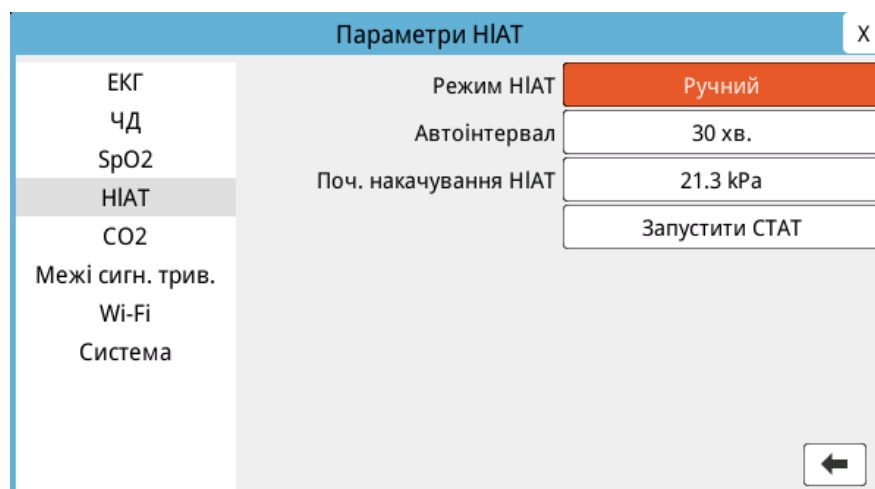 Параметри НІАТ
X
ЕКГ
ЧД
SpO2
НІАТ
CO2
Межі сигн. трив.
Wi-Fi
Система
Режим НІАТ
Ручний
Автоінтервал
30 хв.
Поч. накачування НІАТ
21.3 kPa
Запустити СТАТ